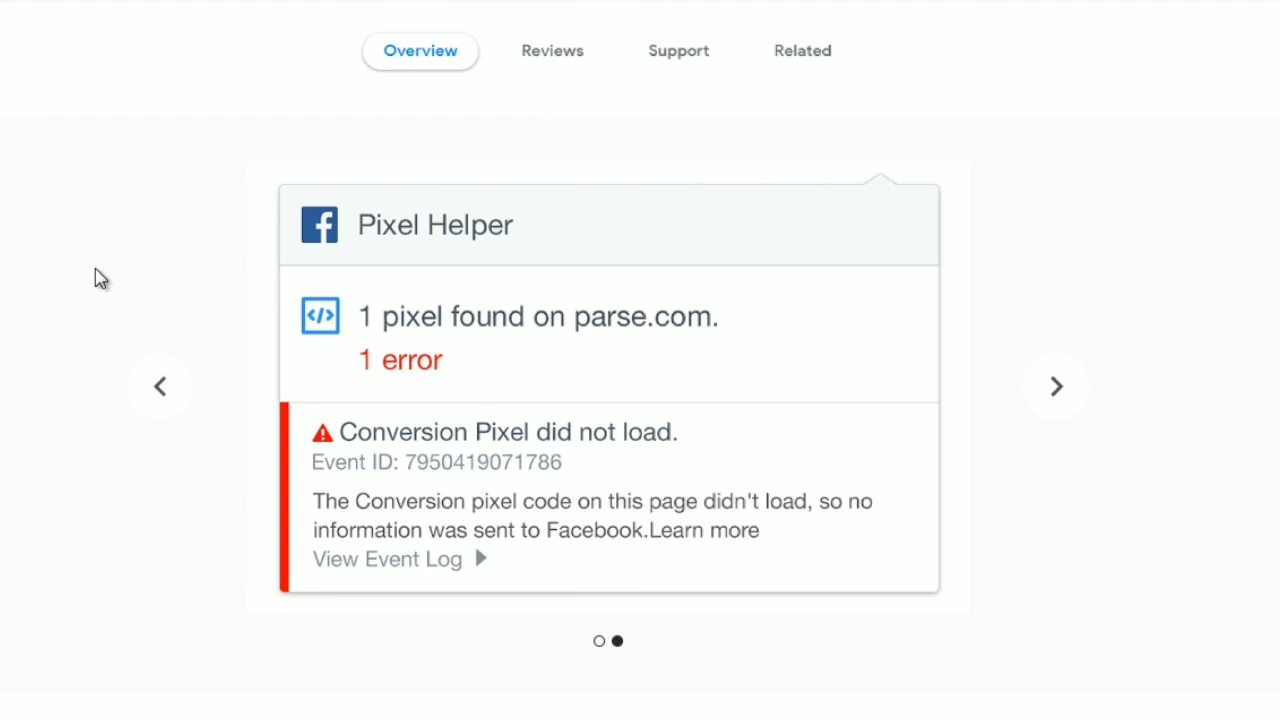 Overview Reviews Support Related
Pixel Helper
1 pixel found on parse.com.
1 error
Conversion Pixel did not load.
Event ID: 7950419071786
The Conversion pixel code on this page didn't load, so no
information was sent to Facebook.Learn more
View Event Log